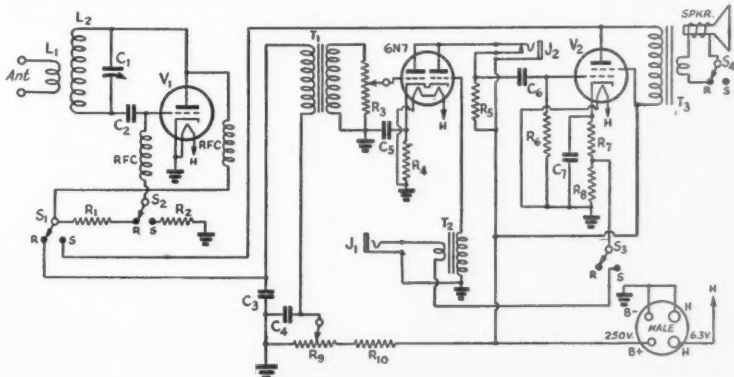 L1
L2
Ant
C1
C2
V1
RFC
RFC
S1
R
S
R1
S2
R
S
R2
T1
R3
C5
6N7
H
R4
J1
T2
C3
C4
R9
R10
J2
R5
C6
R6
V2
H
C7
R7
R8
S3
R
S
T3
SPKR.
S4
R
S
B-
H
MALE
250V.
B+
H
6.3V.
H